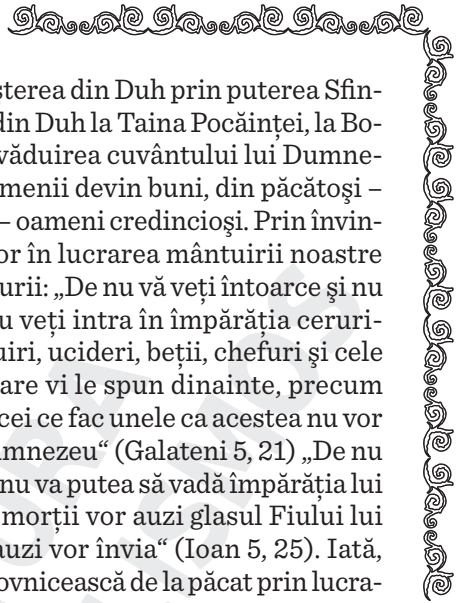 șterea din Duh prin puterea Sfin-
din Duh la Taina Pocăinței, la Bo-
văduirea cuvântului lui Dumne-
menii devin buni, din păcătoși –
– oameni credincioși. Prin învin-
or în lucrarea mântuirii noastre
urii: „De nu vă veți întoarce și nu
u veți intra în împărăția ceruri-
uiri, ucideri, beții, chefuri și cele
are vi le spun dinainte, precum
cei ce fac unele ca acestea nu vor
umnezeu“ (Galateni 5, 21) „De nu
nu va putea să vadă împărăția lui
morții vor auzi glasul Fiului lui
auzi vor învia“ (Ioan 5, 25). Iată,
ovnicească de la păcat prin lucra-
URA
ISMOS